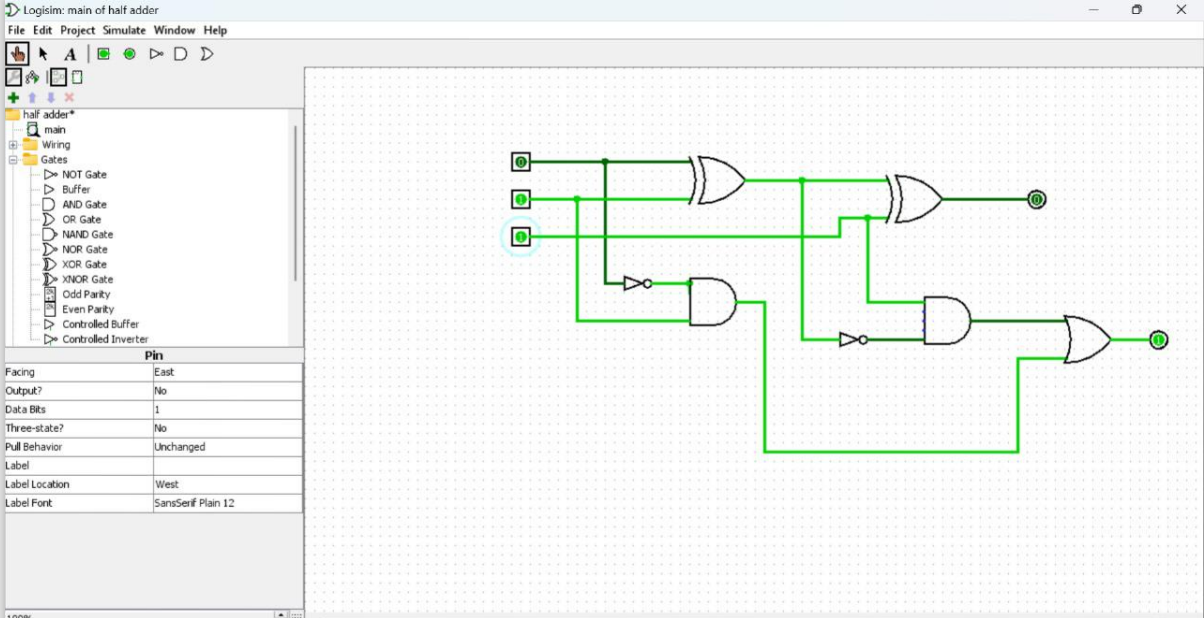 Logisim: main of half adder
File Edit Project Simulate Window Help
A
half adder*
main
Wiring
Gates
NOT Gate
Buffer
AND Gate
OR Gate
NAND Gate
NOR Gate
XOR Gate
XNOR Gate
Odd Parity
Even Parity
Controlled Buffer
Controlled Inverter
Pin
Facing East
Output? No
Data Bits 1
Three-state? No
Pull Behavior Unchanged
Label
Label Location West
Label Font SansSerif Plain 12
0
1
1
0
1